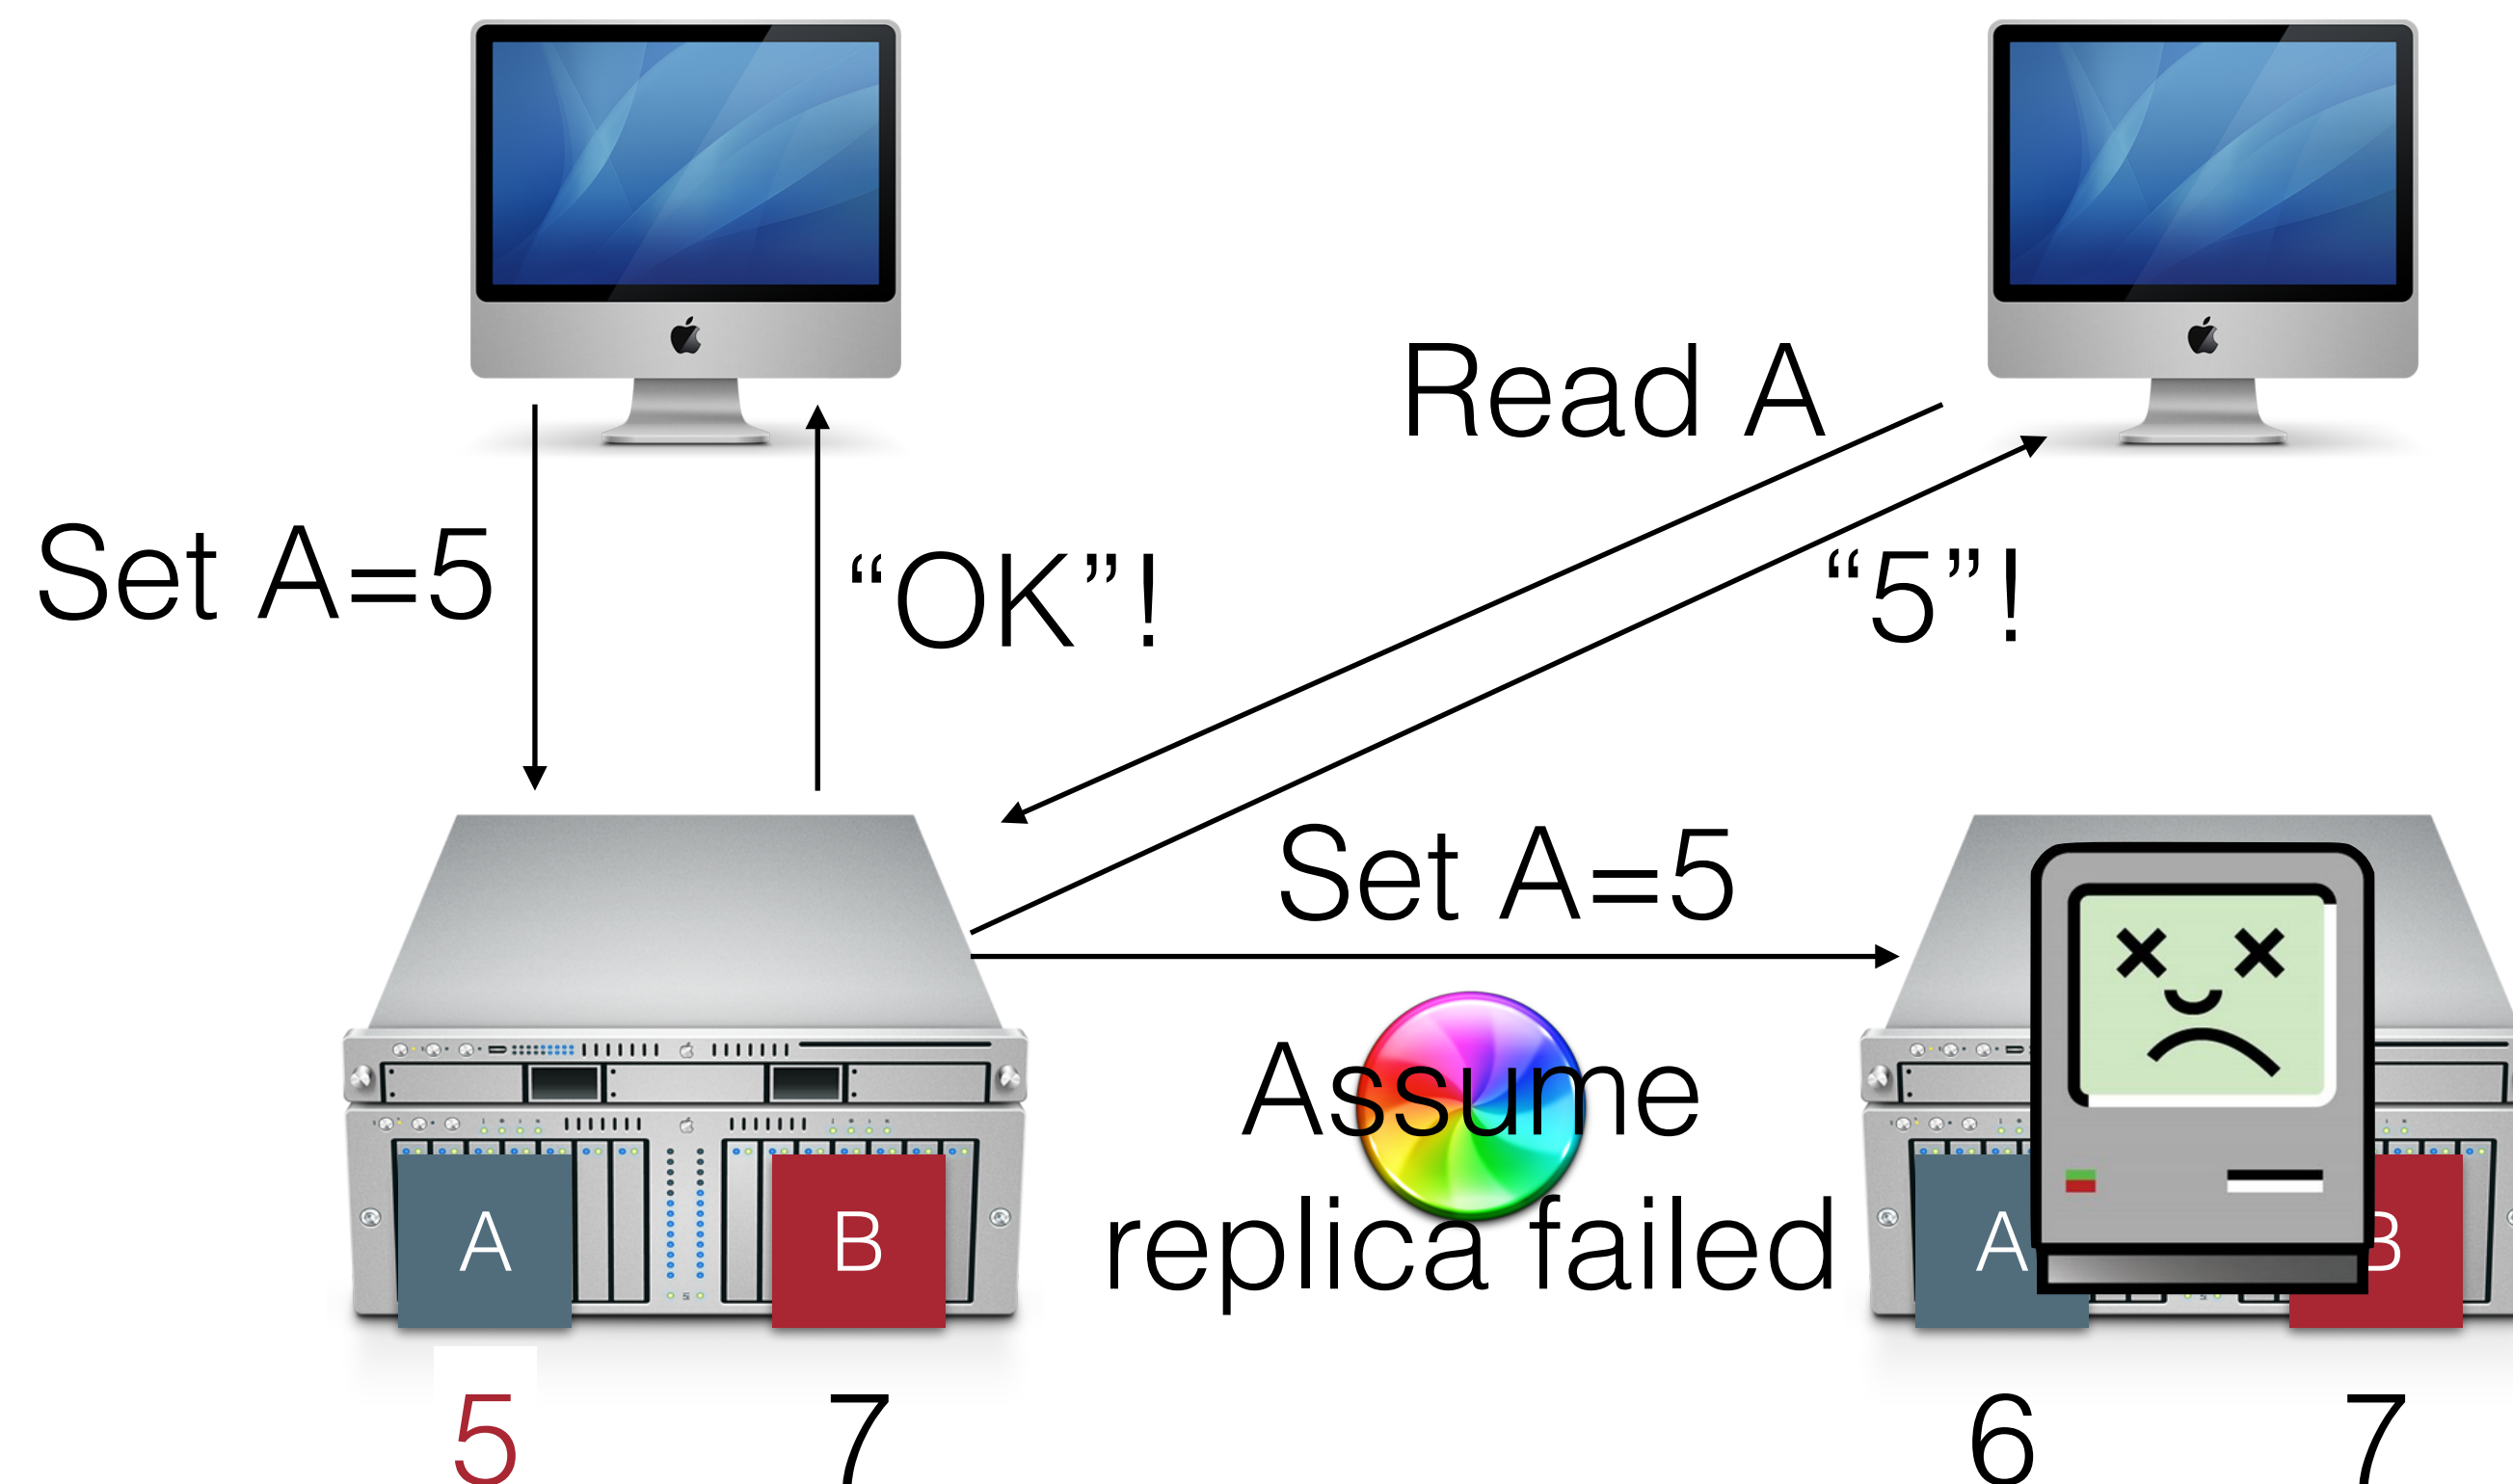 Read A
Set A=5
“OK”!
“5”!
Set A=5
Assume
replica failed
A
B
A
B
5
7
6
7